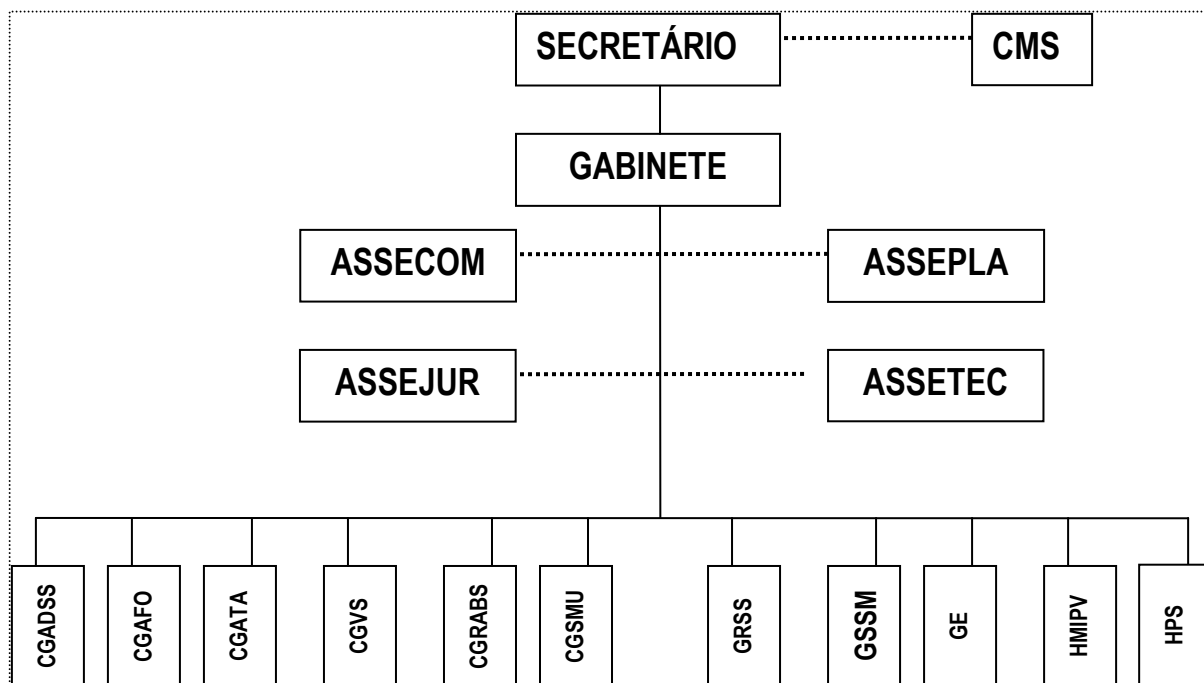 SECRETÁRIO
CMS
GABINETE
ASSECOM
ASSEPLA
ASSEJUR
ASSETEC
CGADSS
CGAFO
CGATA
CGVS
CGRABS
CGSMU
GRSS
GSSM
GE
HMIPV
HPS